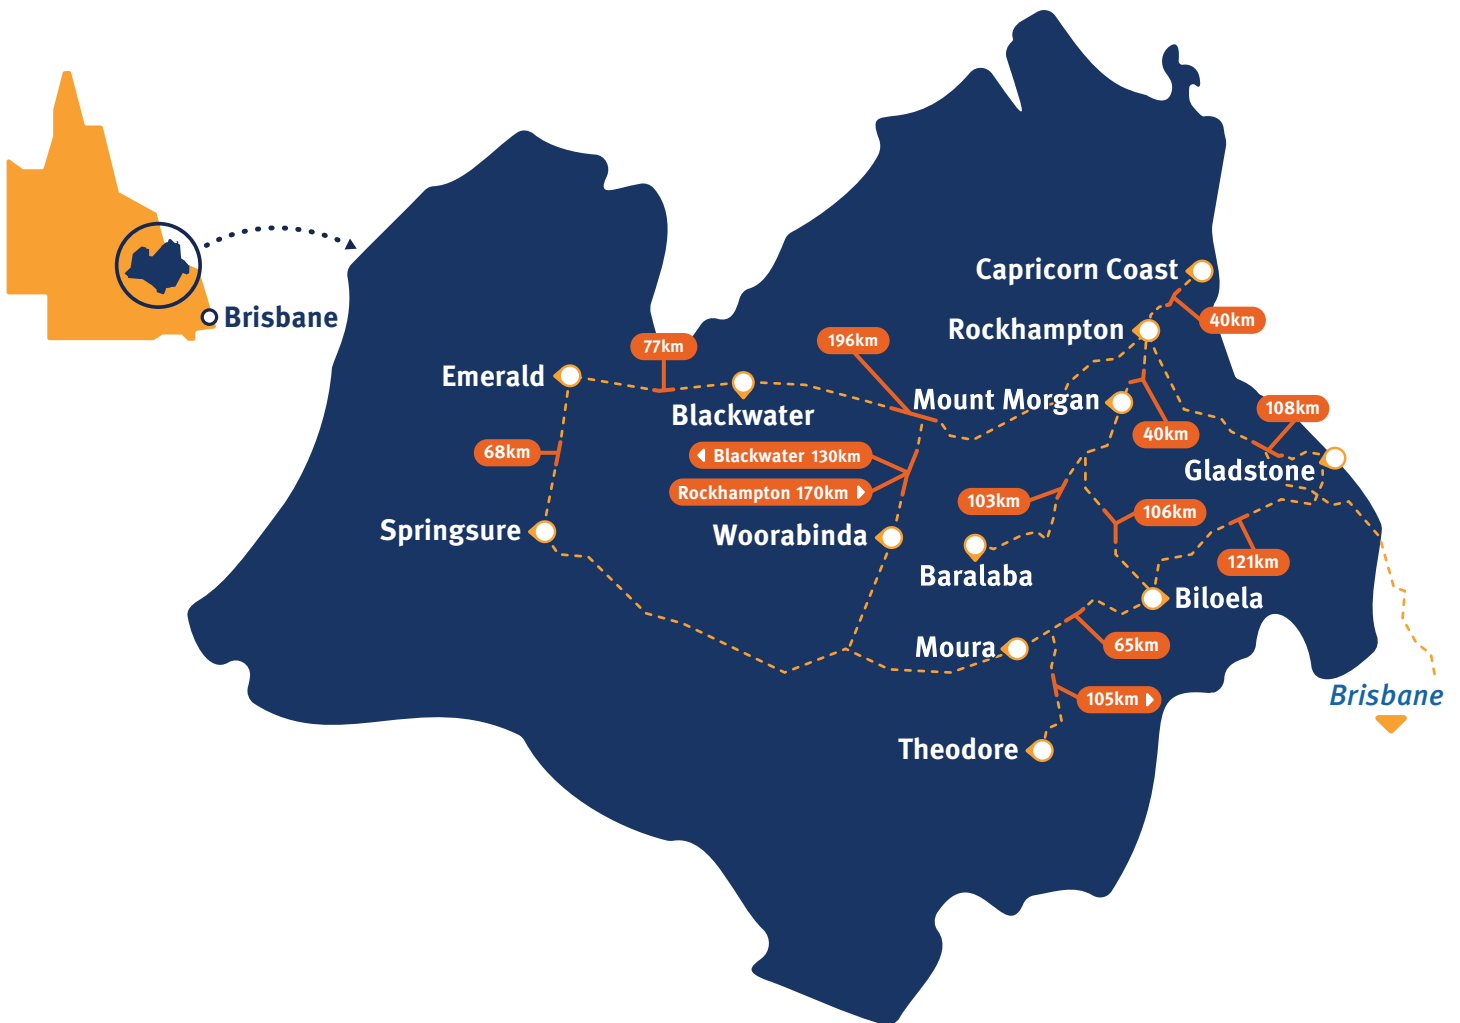 Capricorn Coast
40km
Brisbane
Rockhampton
196km
77km
Emerald
Mount Morgan
108km
Blackwater
40km
68km
Blackwater 130km
Gladstone
Rockhampton 170km
103km
106km
Springsure
Woorabinda
121km
Baralaba
Biloela
Moura
65km
Brisbane
105km
Theodore